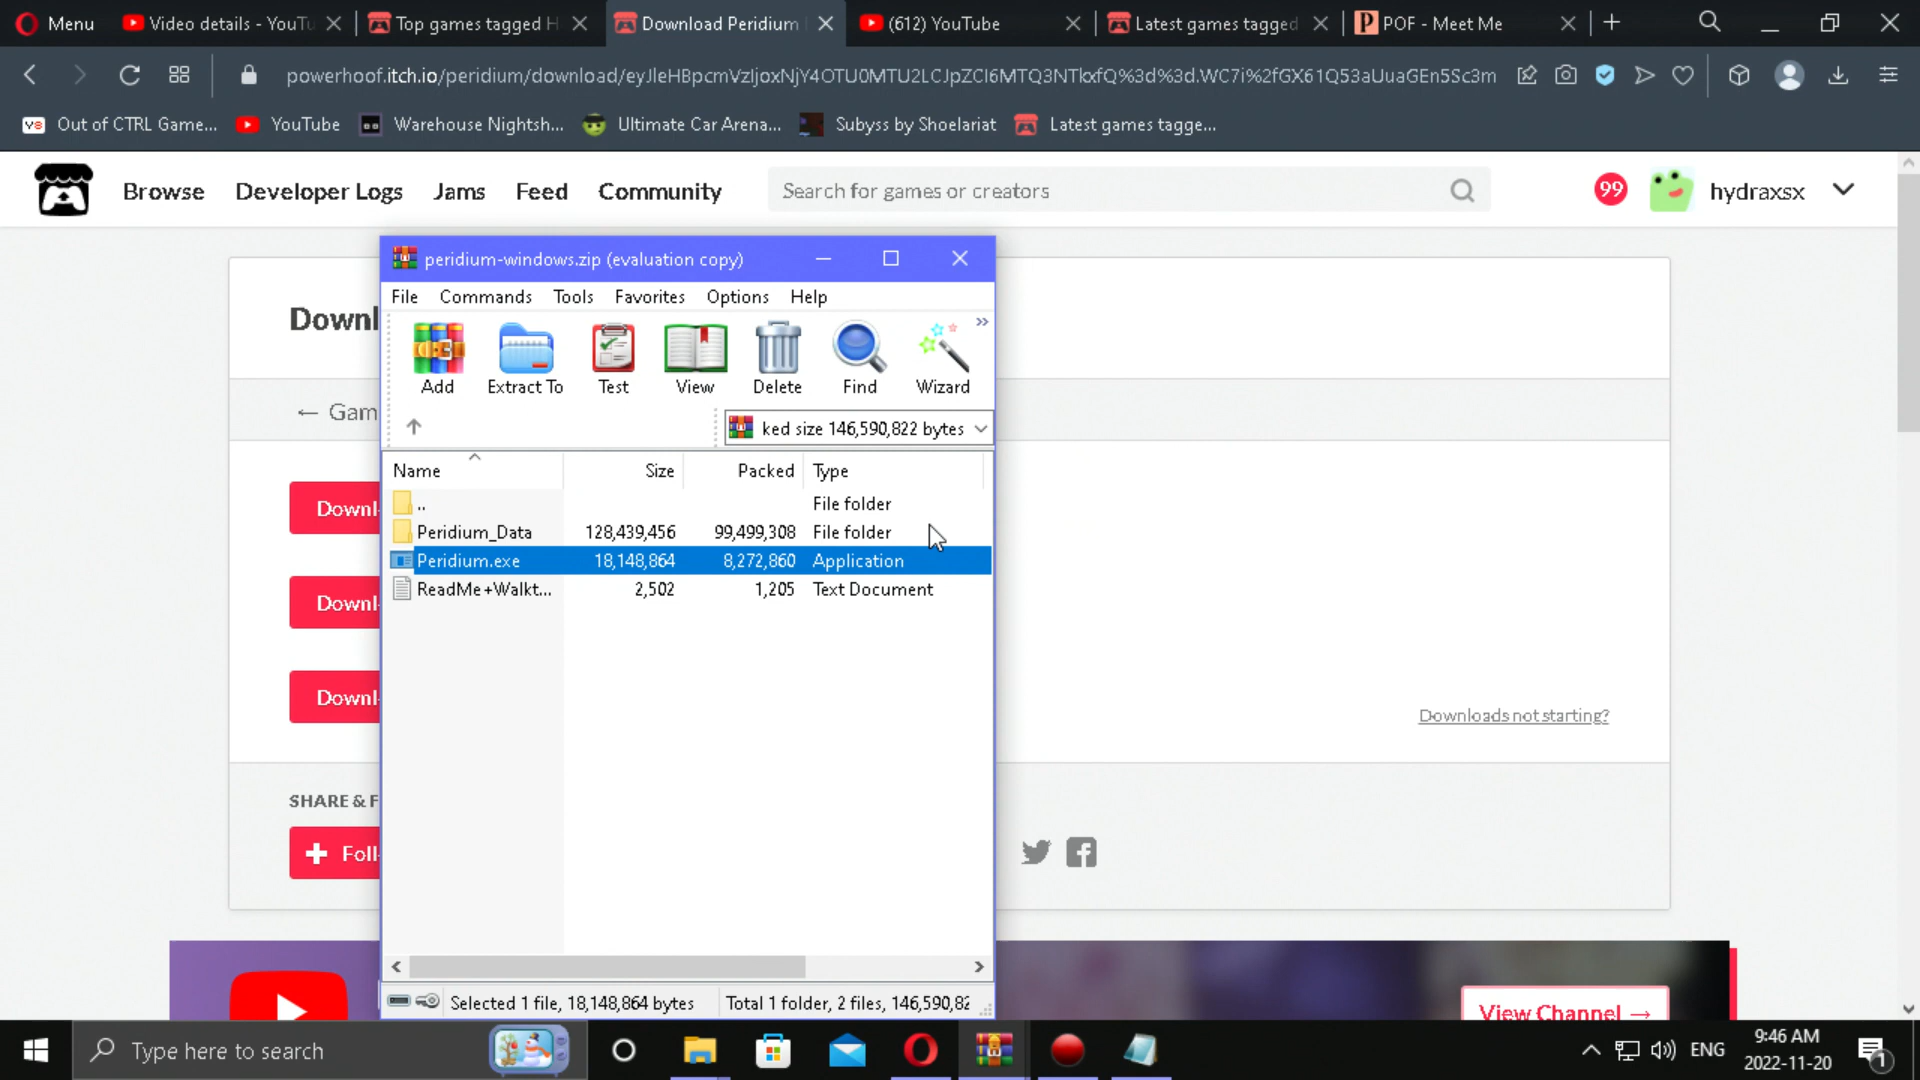 Menu
Video details - YouTu
Top games tagged H
Download Peridium
(612) YouTube
Latest games tagged
POF - Meet Me
powerhoof.itch.io/peridium/download/eyJleHBpcmVzIjoxNjY4OTU0MTU2LCJpZCI6MTQ3NTkxfQ%3d%3d.WC7i%2fGX61Q53aUuaGEn5Sc3m
Out of CTRL Game...
YouTube
Warehouse Nightsh...
Ultimate Car Arena...
Subyss by Shoelariat
Latest games tagge...
Browse
Developer Logs
Jams
Feed
Community
Search for games or creators
99
hydraxsx
peridium-windows.zip (evaluation copy)
File Commands Tools Favorites Options Help
Downl
Add
Extract To
Test
View
Delete
Find
Wizard
← Gam
ked size 146,590,822 bytes
Name Size Packed Type
.. File folder
Peridium_Data 128,439,456 99,499,308 File folder
Peridium.exe 18,148,864 8,272,860 Application
ReadMe+Walkt... 2,502 1,205 Text Document
Downl
Downl
Downl
Downloads not starting?
SHARE & F
Foll
Selected 1 file, 18,148,864 bytes
Total 1 folder, 2 files, 146,590,82
View Channel →
Type here to search
ENG
9:46 AM
2022-11-20
1